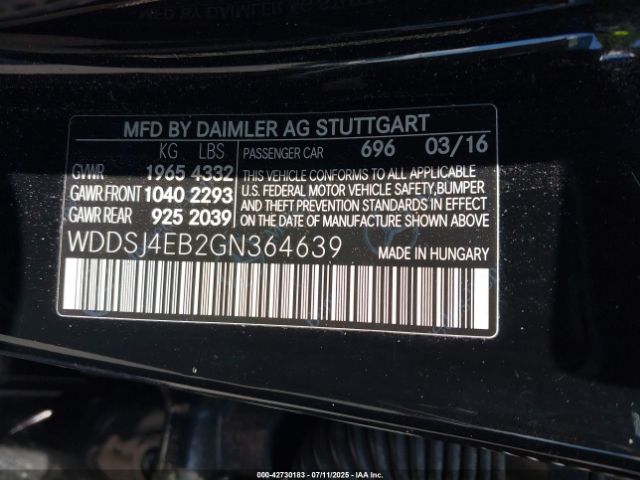 MFD BY DAIMLER AG STUTTGART
KG LBS PASSENGER CAR 696 03/16
GVWR 1965 4332
GAWR FRONT 1040 2293
GAWR REAR 925 2039
THIS VEHICLE CONFORMS TO ALL APPLICABLE
U.S. FEDERAL MOTOR VEHICLE SAFETY,BUMPER
AND THEFT PREVENTION STANDARDS IN EFFECT
ON THE DATE OF MANUFACTURE SHOWN ABOVE.
WDDSJ4EB2GN364639 MADE IN HUNGARY
000-42730183 - 07/11/2025 - IAA Inc.